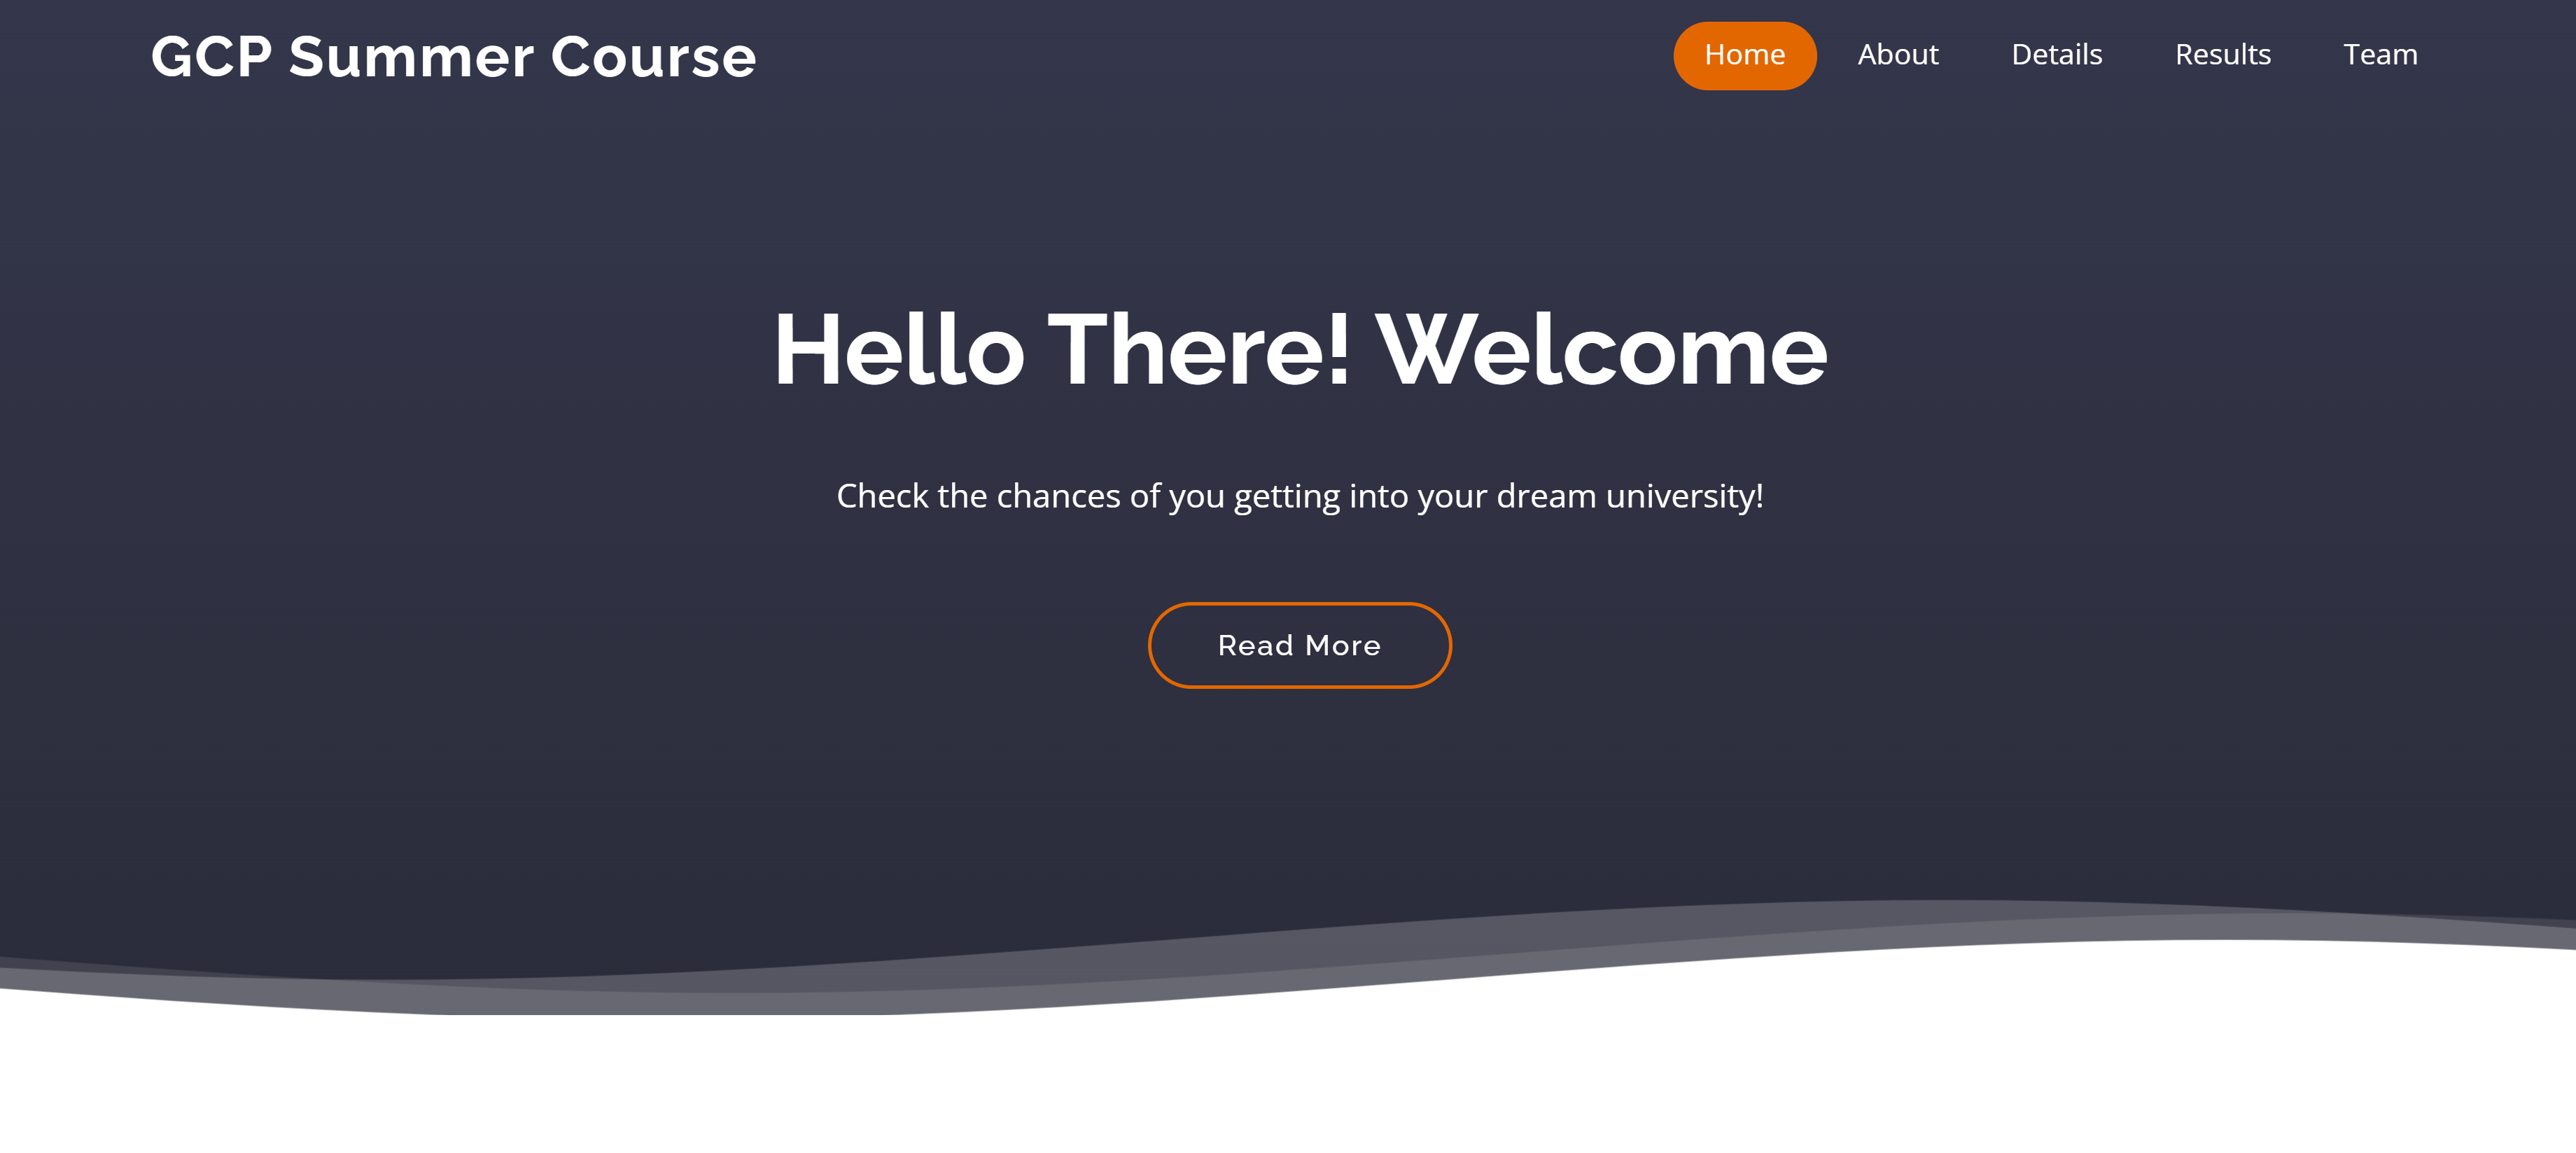 GCP Summer Course
Home About Details Results Team
Hello There! Welcome
Check the chances of you getting into your dream university!
Read More